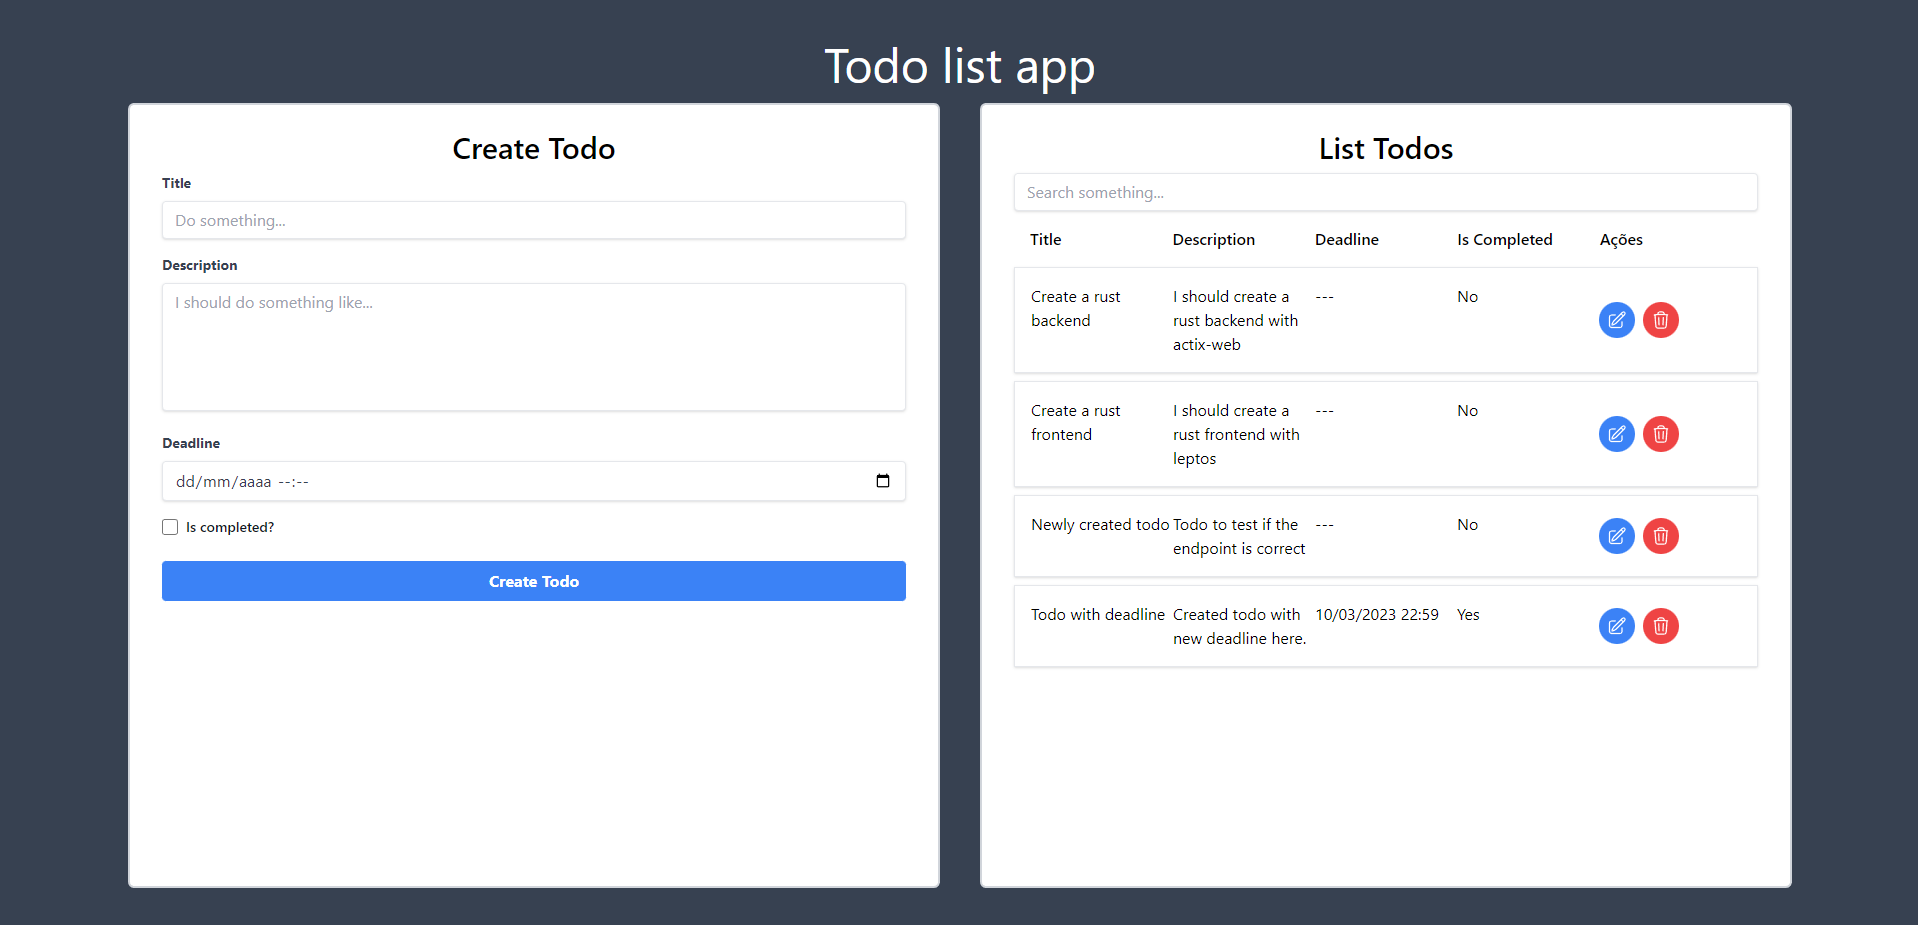 Todo list app
Create Todo
Title
Do something...
Description
I should do something like...
Deadline
dd/mm/aaaa --:--
Is completed?
Create Todo
List Todos
Search something...
Title Description Deadline Is Completed Ações
Create a rust I should create a --- No
backend rust backend with
actix-web
Create a rust I should create a --- No
frontend rust frontend with
leptos
Newly created todo Todo to test if the --- No
endpoint is correct
Todo with deadline Created todo with 10/03/2023 22:59 Yes
new deadline here.